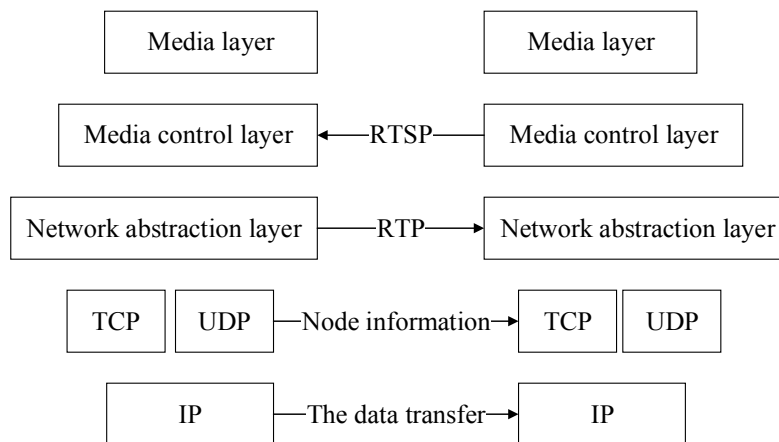 Media layer Media layer
Media control layer RTSP Media control layer
Network abstraction layer RTP Network abstraction layer
TCP UDP Node information TCP UDP
IP The data transfer IP